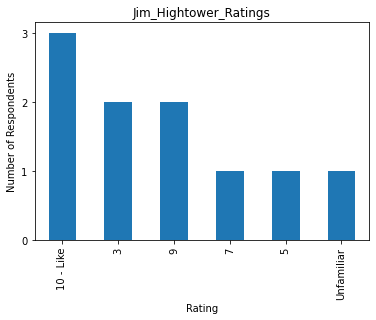 Jim_Hightower_Ratings
Number of Respondents
3
2
1
0
10 - Like
3
9
7
5
Unfamiliar
Rating